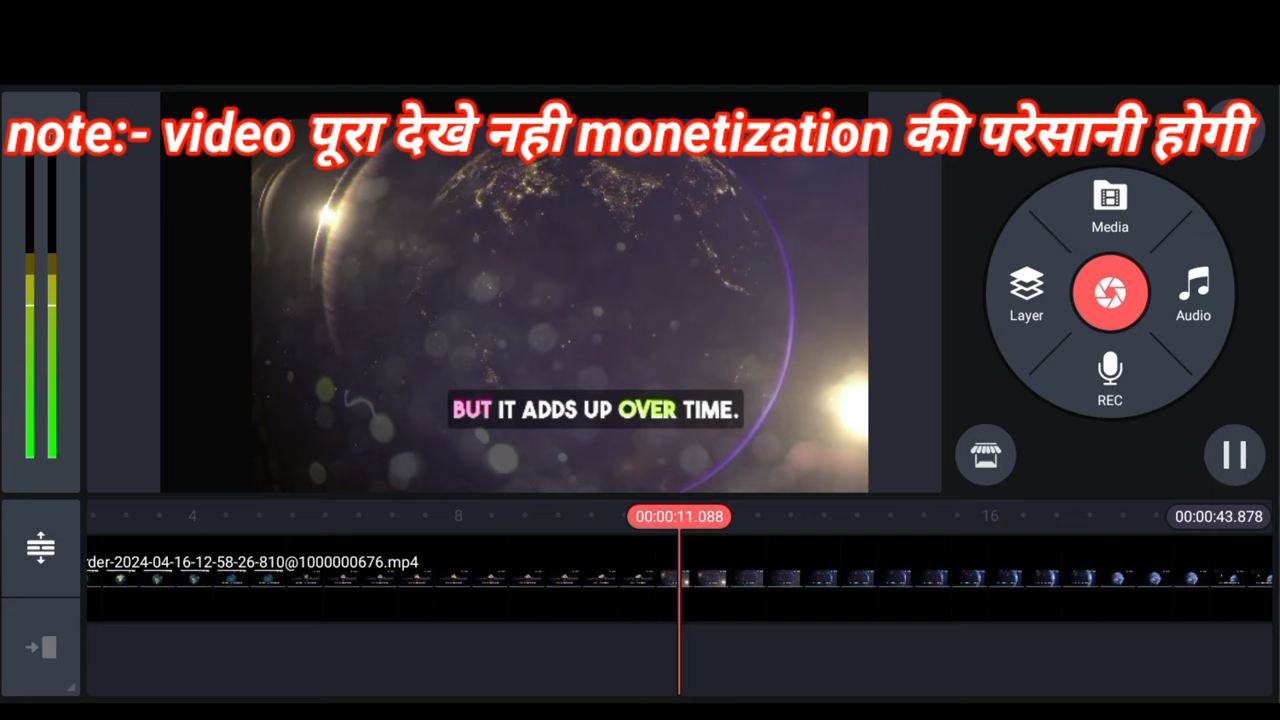 note:- video पूरा देखे नही monetization की परेसानी होगी
Media
Layer
Audio
REC
BUT IT ADDS UP OVER TIME.
4
8
00:00:11.088
16
00:00:43.878
rder-2024-04-16-12-58-26-810@1000000676.mp4